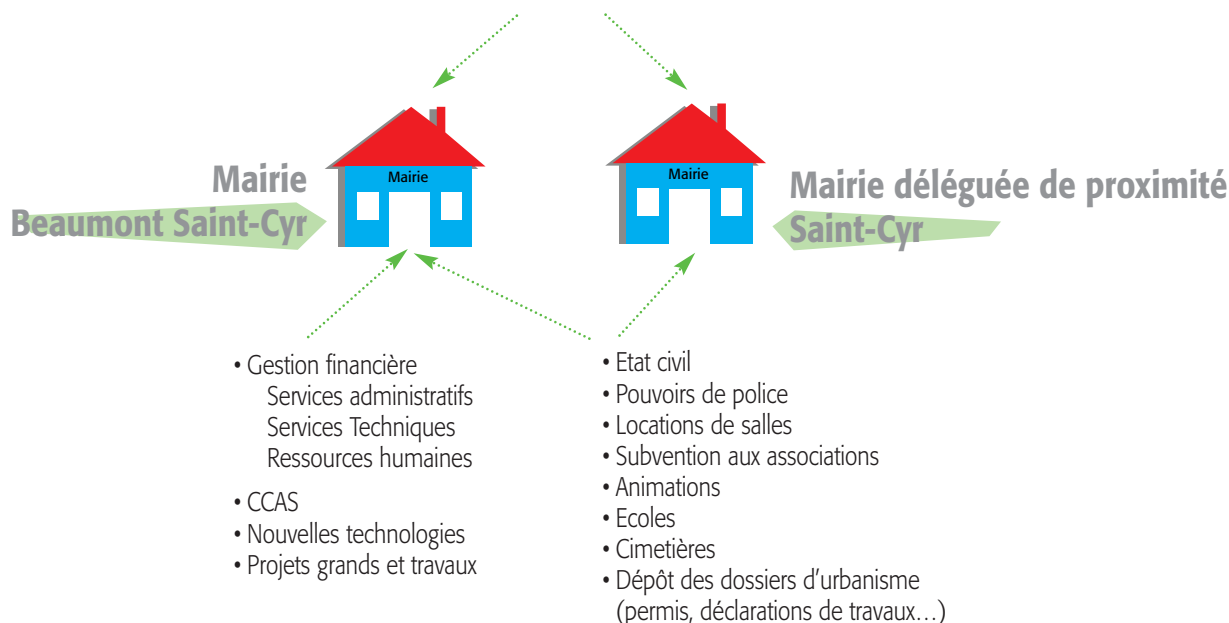 Mairie
Beaumont Saint-Cyr
Mairie
Mairie
Mairie déléguée de proximité
Saint-Cyr
• Gestion financière
Services administratifs
Services Techniques
Ressources humaines
• CCAS
• Nouvelles technologies
• Projets grands et travaux
• Etat civil
• Pouvoirs de police
• Locations de salles
• Subvention aux associations
• Animations
• Ecoles
• Cimetières
• Dépôt des dossiers d'urbanisme
(permis, déclarations de travaux…)